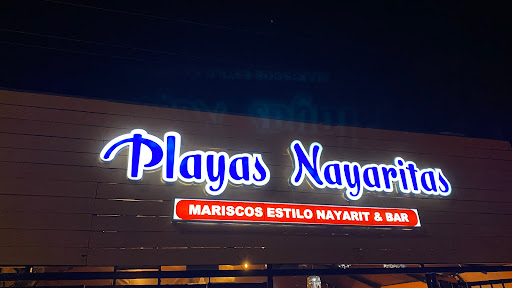 Playas Nayaritas
MARISCOS ESTILO NAYARIT & BAR